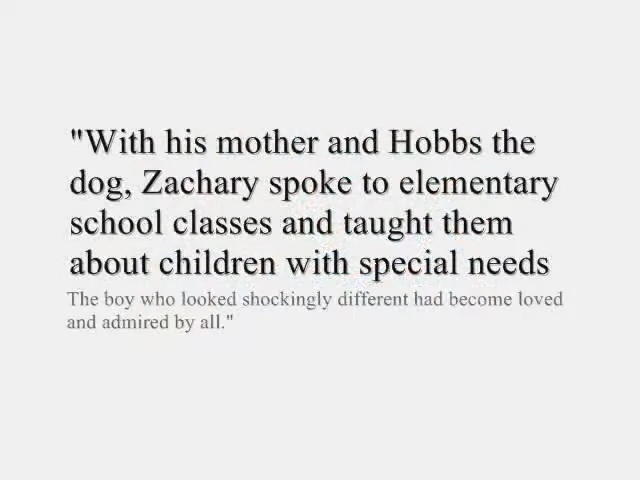 "With his mother and Hobbs the
dog, Zachary spoke to elementary
school classes and taught them
about children with special needs
The boy who looked shockingly different had become loved
and admired by all."